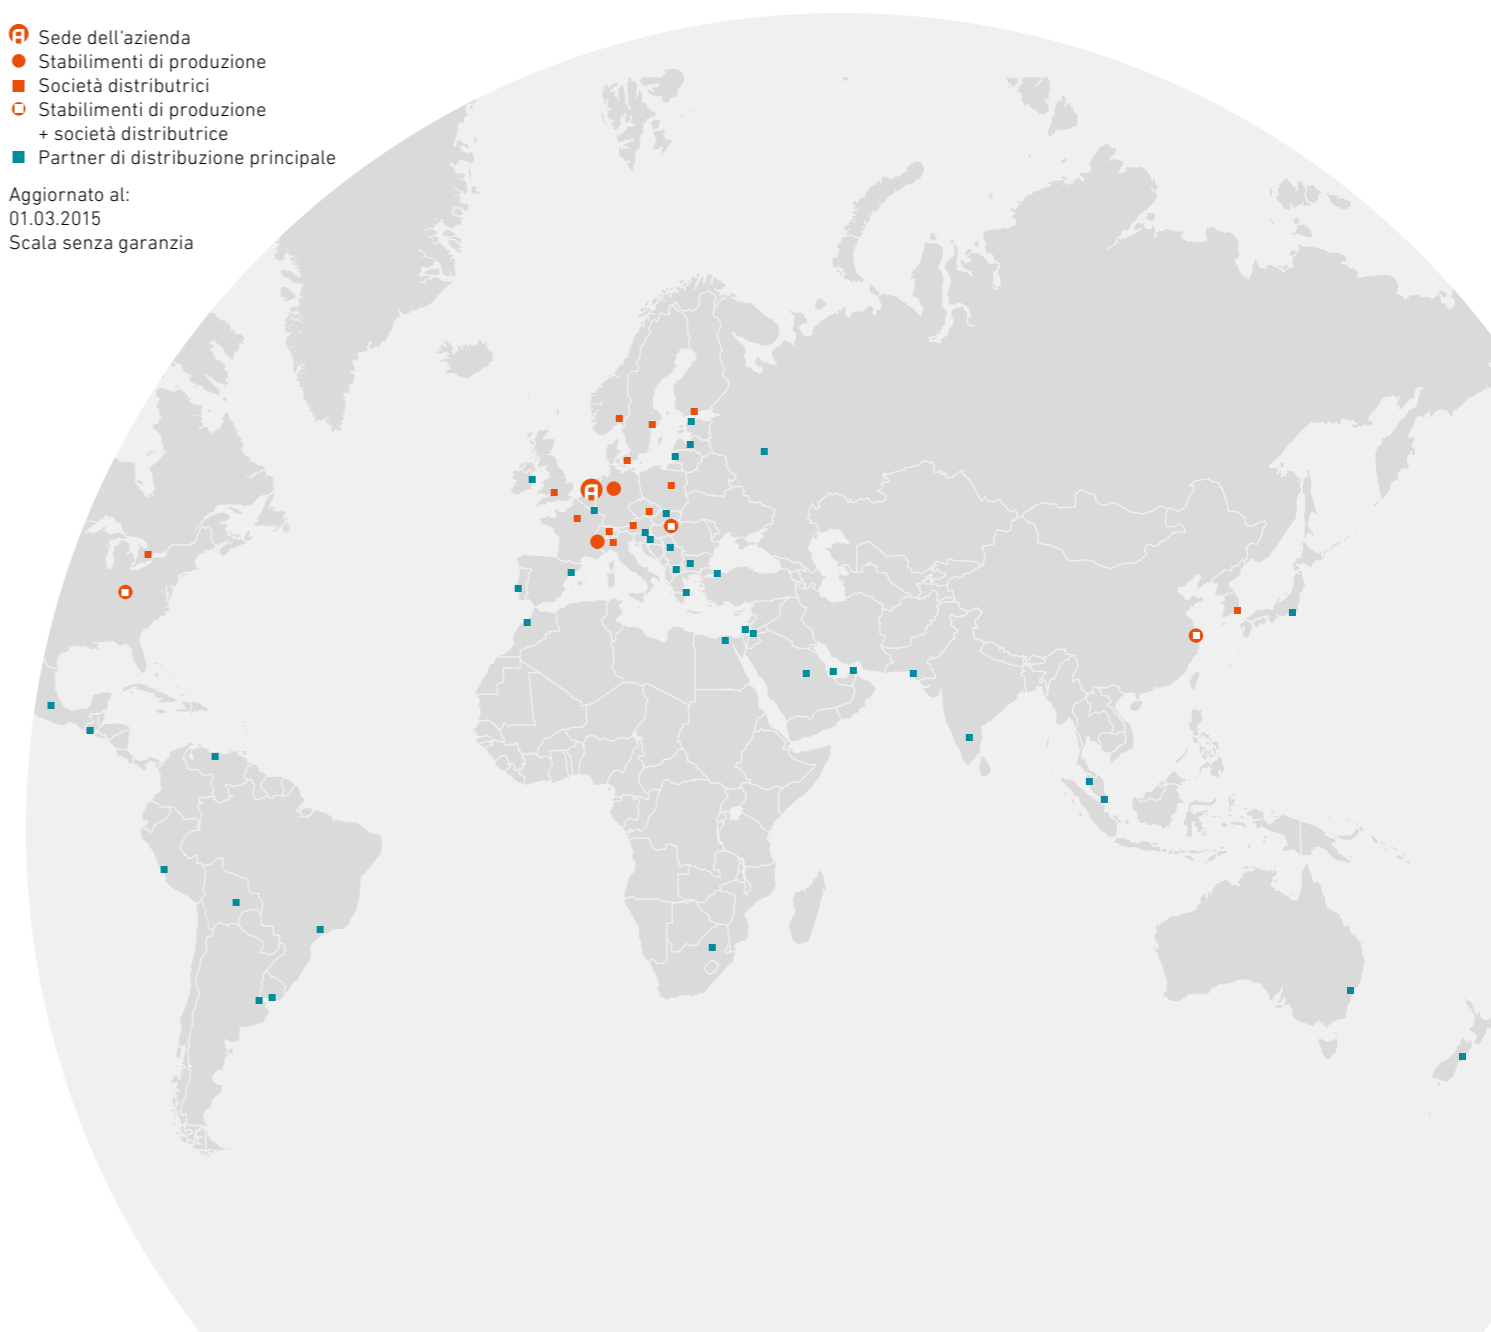 Sede dell'azienda
Stabilimenti di produzione
Società distributrici
Stabilimenti di produzione
+ società distributrice
Partner di distribuzione principale
Aggiornato al:
01.03.2015
Scala senza garanzia